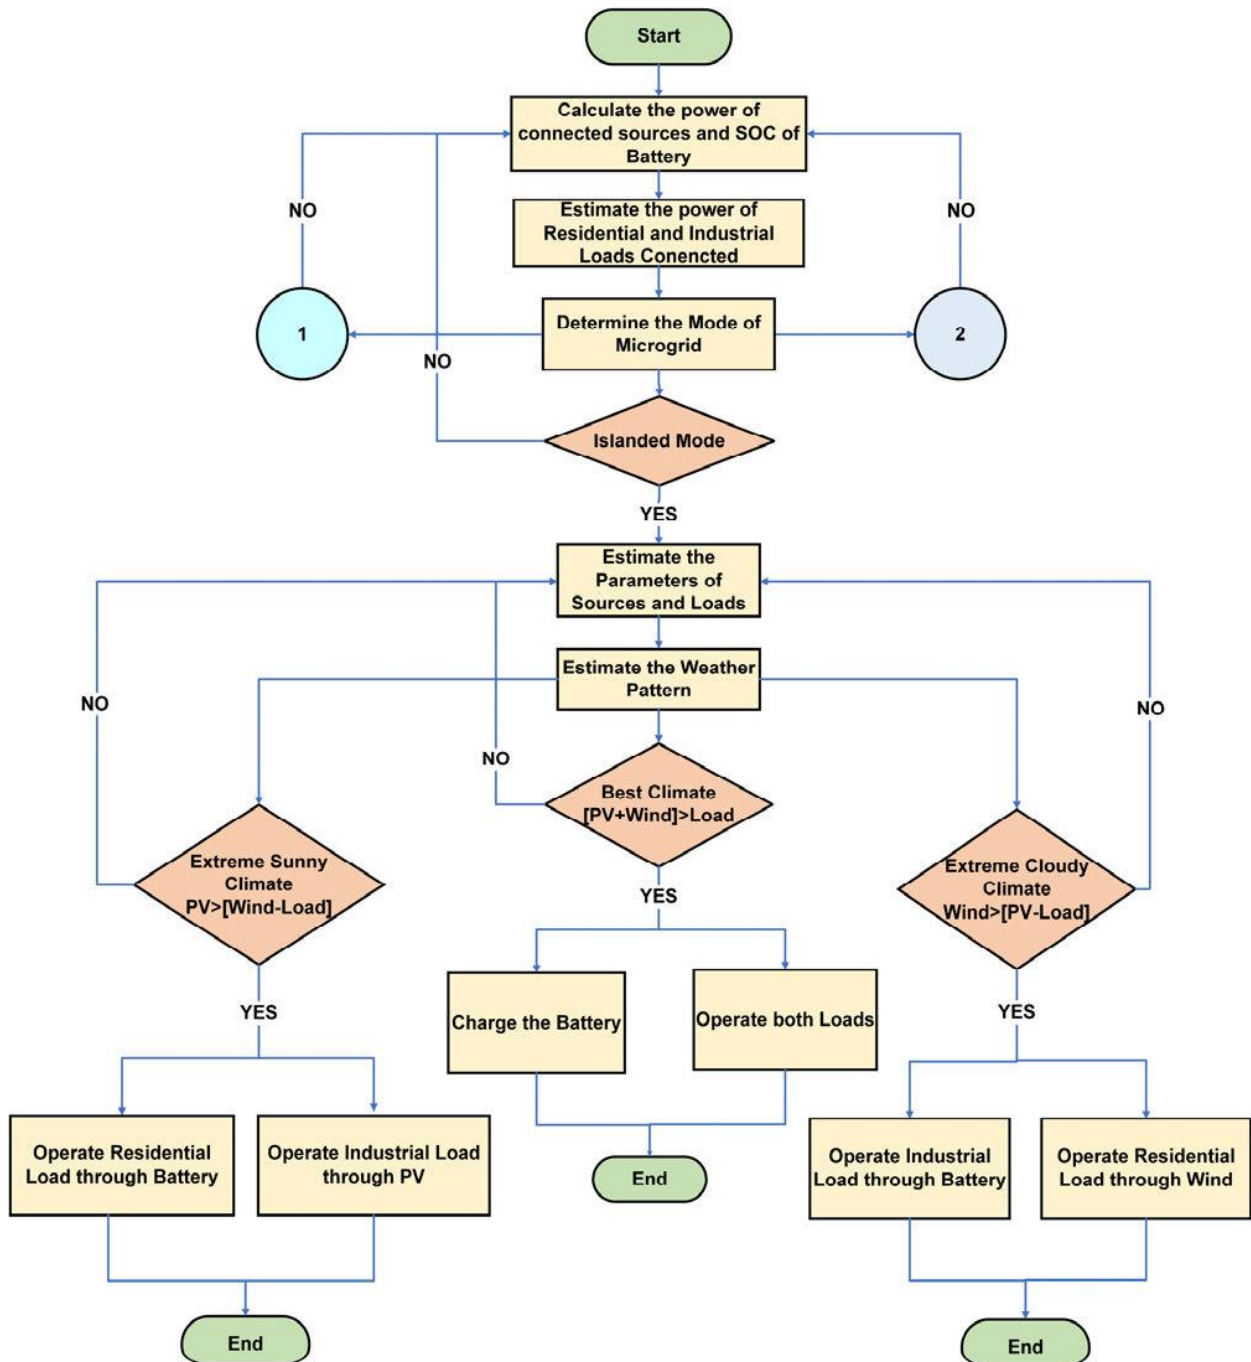 Start
Calculate the power of
connected sources and SOC of
Battery
NO
NO
Estimate the power of
Residential and Industrial
Loads Conencted
1
Determine the Mode of
Microgrid
2
NO
Islanded Mode
YES
Estimate the
Parameters of
Sources and Loads
Estimate the Weather
Pattern
NO
NO
NO
Best Climate
[PV+Wind]>Load
Extreme Sunny
Climate
PV>[Wind-Load]
Extreme Cloudy
Climate
Wind>[PV-Load]
YES
YES
YES
Charge the Battery
Operate both Loads
Operate Residential
Load through Battery
Operate Industrial Load
through PV
End
Operate Industrial
Load through Battery
Operate Residential
Load through Wind
End
End